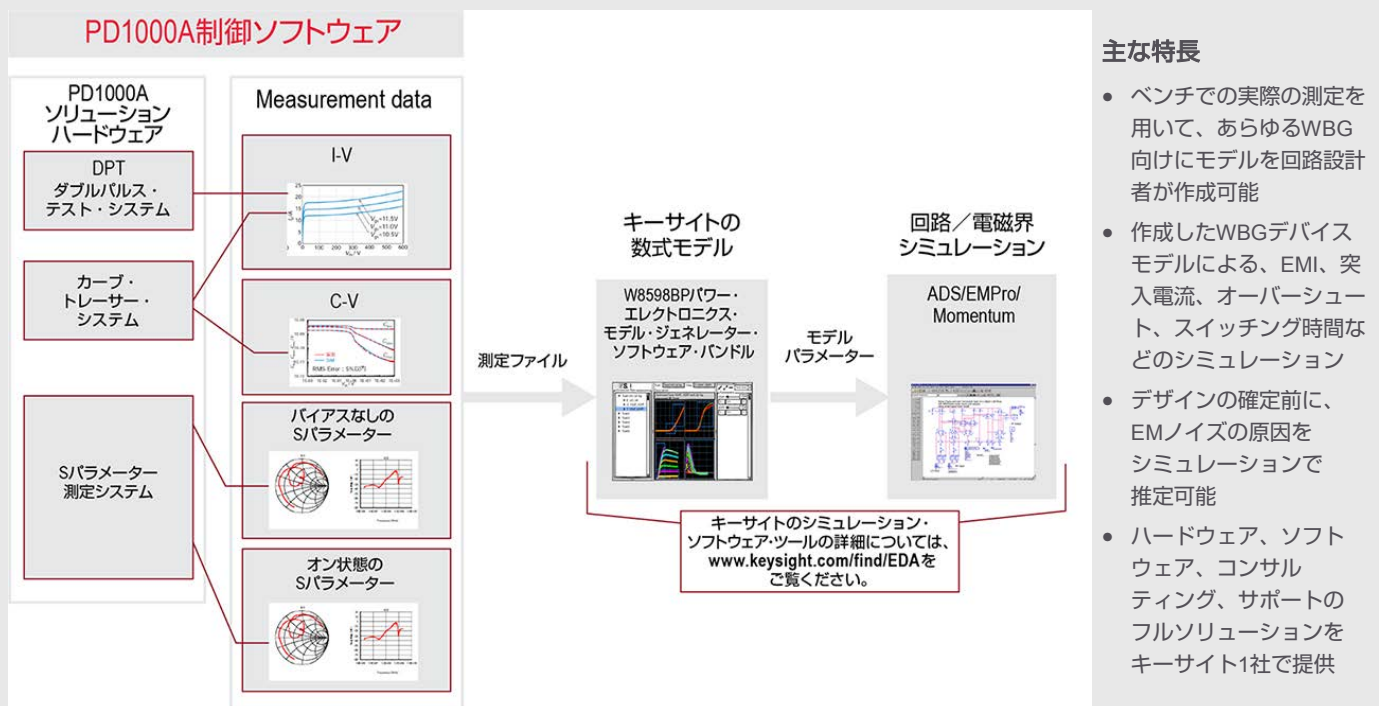 PD1000A制御ソフトウェア
PD1000A
ソリューション
ハードウェア
DPT
ダブルパルス・
テスト・システム
カーブ・
トレーサー・
システム
Sパラメーター
測定システム
Measurement data
I-V
25
20
15
10
5
0
0 100 200 300 400 500 600
C-V
バイアスなしの
Sパラメーター
オン状態の
Sパラメーター
測定ファイル
キーサイトの
数式モデル
W8598BPパワー・
エレクトロニクス・
モデル・ジェネレーター・
ソフトウェア・バンドル
モデル
パラメーター
回路／電磁界
シミュレーション
ADS/EMPro/
Momentum
キーサイトのシミュレーション・
ソフトウェア・ツールの詳細については、
www.keysight.com/find/EDAを
ご覧ください。
主な特長
● ベンチでの実際の測定を
用いて、あらゆるWBG
向けにモデルを回路設計
者が作成可能
● 作成したWBGデバイス
モデルによる、EMI、突
入電流、オーバーシュー
ト、スイッチング時間な
どのシミュレーション
● デザインの確定前に、
EMノイズの原因を
シミュレーションで
推定可能
● ハードウェア、ソフト
ウェア、コンサル
ティング、サポートの
フルソリューションを
キーサイト1社で提供